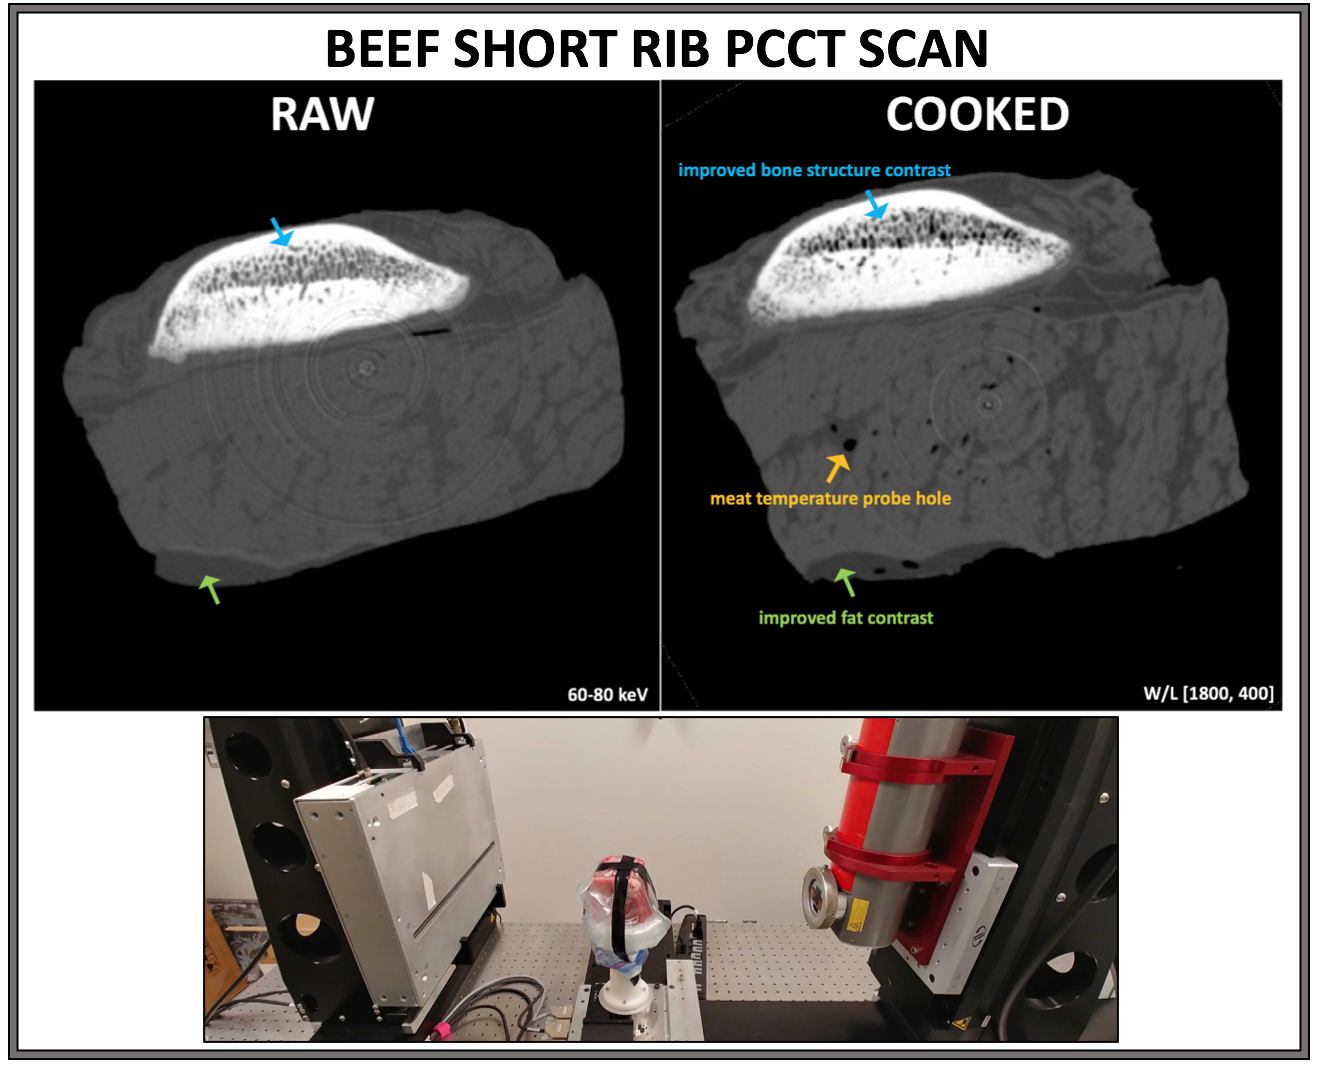 BEEF SHORT RIB PCCT SCAN
RAW
COOKED
improved bone structure contrast
meat temperature probe hole
improved fat contrast
60-80 keV
W/L [1800, 400]